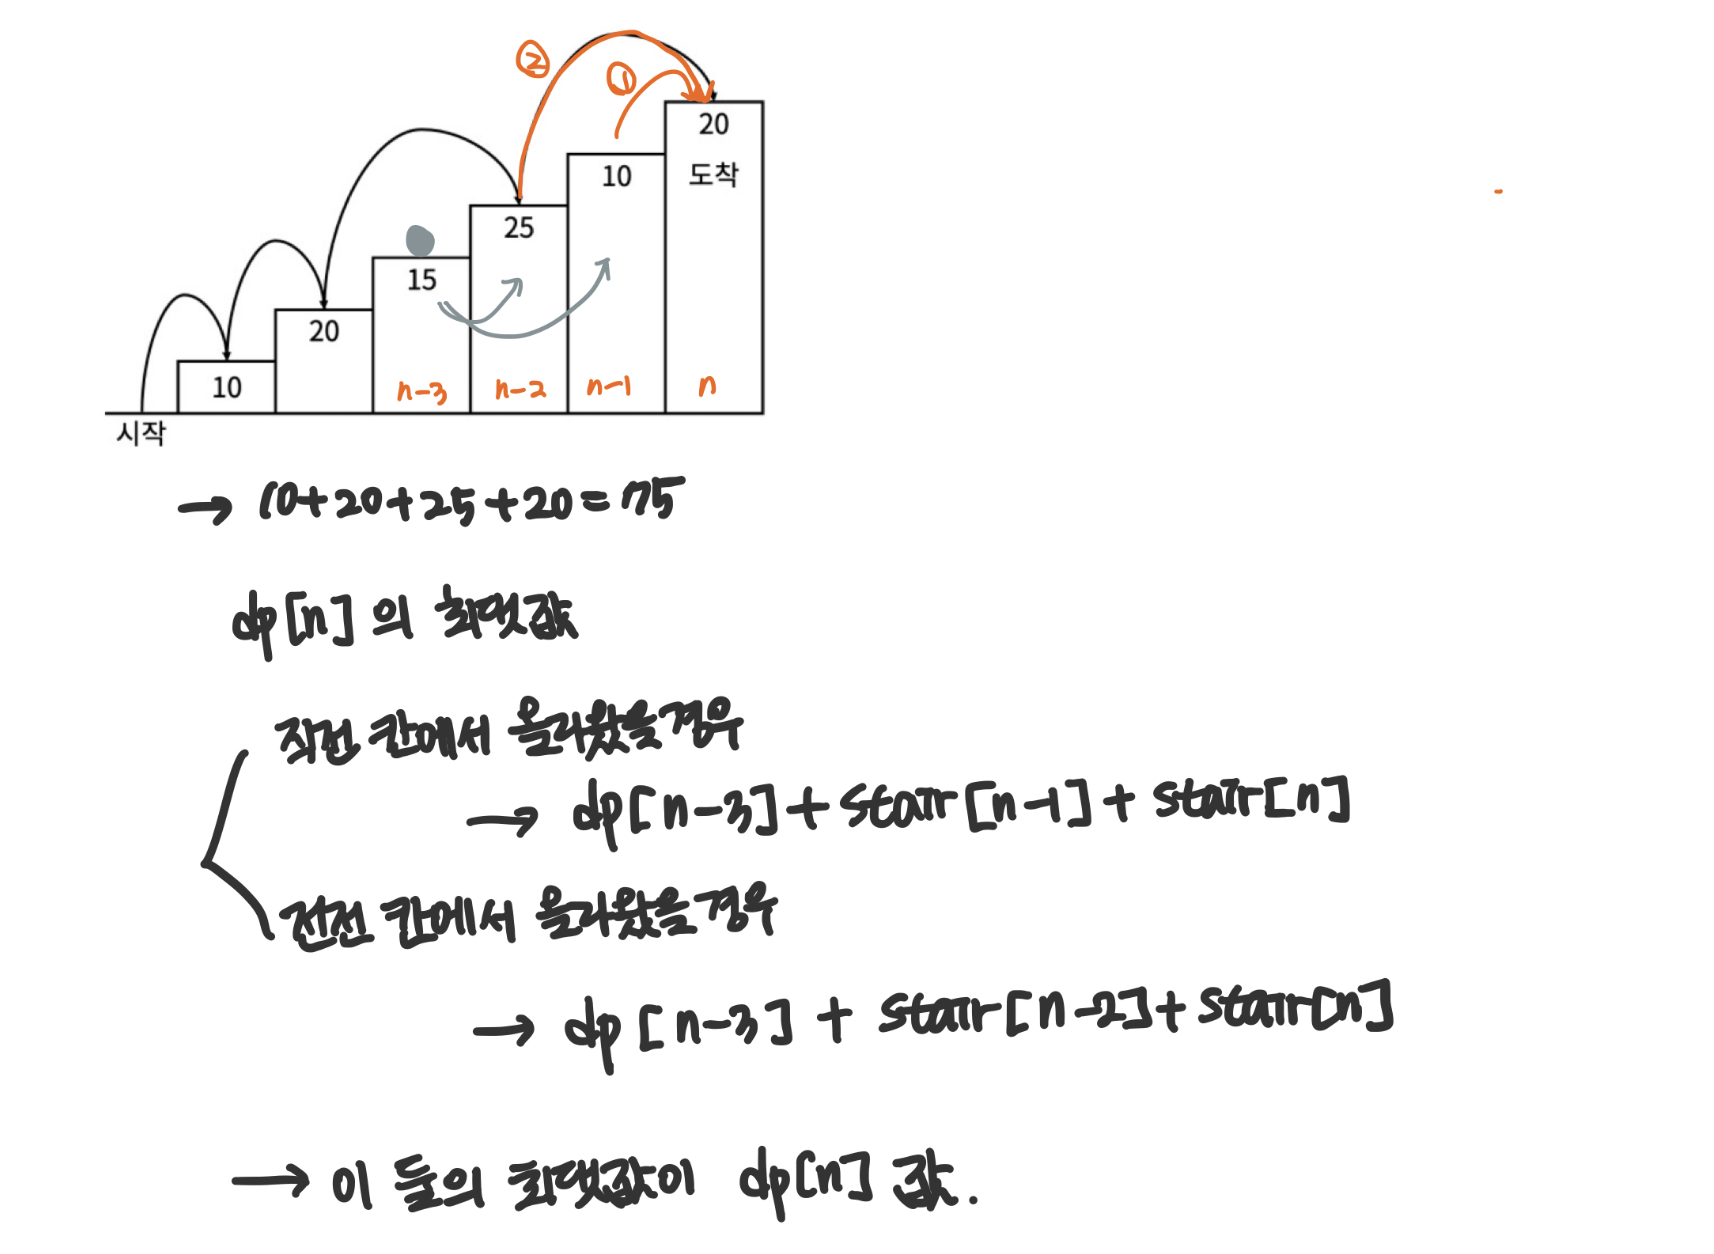 ②
①
20
도착
10
25
15
20
10
n-3 n-2 n-1 n
시작
→ 10+20+25+20=75
dp[n]의 최댓값
직전 칸에서 올라왔을 경우
→ dp[n-3]+stair[n-1]+stair[n]
전전 칸에서 올라왔을 경우
→ dp[n-3] + stair[n-2]+stair[n]
→ 이 둘의 최댓값이 dp[n] 값.